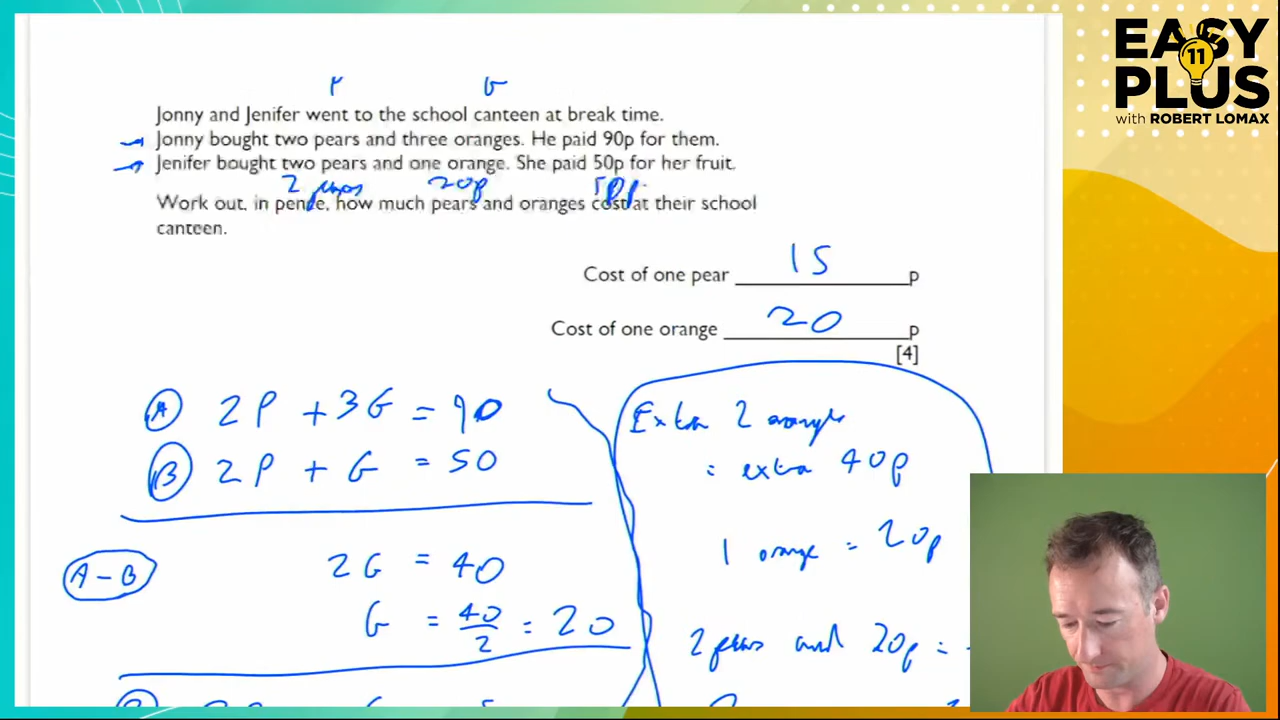 EASY
11
PLUS
with ROBERT LOMAX
P G
Jonny and Jenifer went to the school canteen at break time.
Jonny bought two pears and three oranges. He paid 90p for them.
Jenifer bought two pears and one orange. She paid 50p for her fruit.
2 pears 20p 50p
Work out, in pence, how much pears and oranges cost at their school
canteen.
Cost of one pear 15 p
Cost of one orange 20 p
[4]
A 2P + 3G = 90
B 2P + G = 50
A - B 2G = 40
G = 40/2 = 20
Extra 2 oranges
= extra 40p
1 orange = 20p
2 pears and 20p =